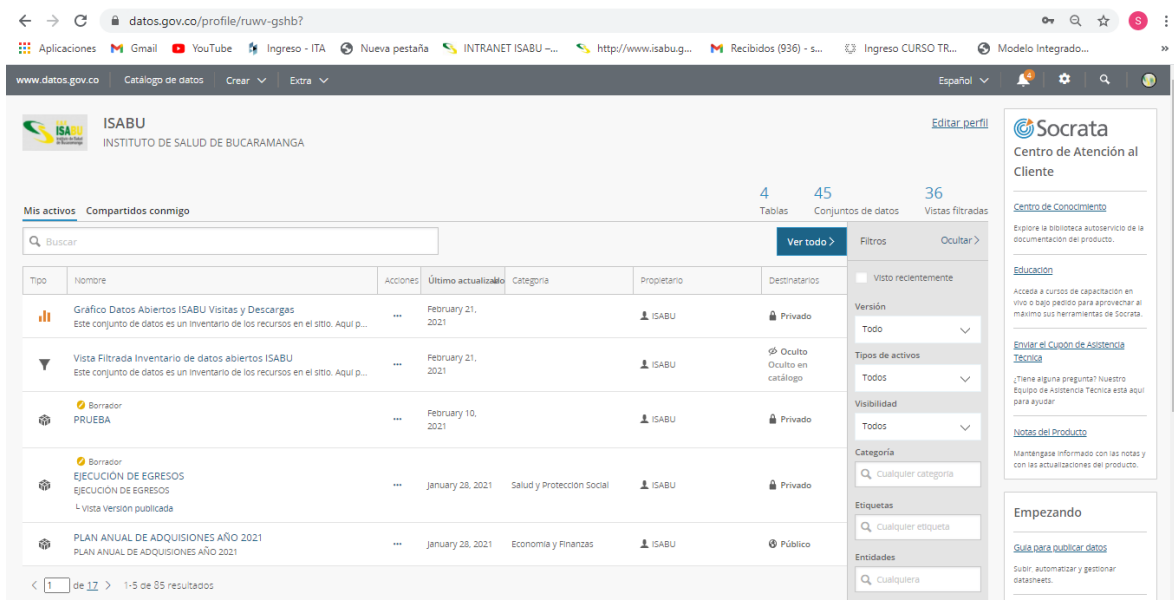 datos.gov.co/profile/ruwv-gshb?
S
Aplicaciones Gmail YouTube Ingreso - ITA Nueva pestaña INTRANET ISABU –... http://www.isabu.g... Recibidos (936) - s... Ingreso CURSO TR... Modelo Integrado... »
www.datos.gov.co Catálogo de datos Crear Extra Español 4
ISABU
INSTITUTO DE SALUD DE BUCARAMANGA
Editar perfil
Mis activos Compartidos conmigo
4 45 36
Tablas Conjuntos de datos Vistas filtradas
Buscar
Ver todo >
Tipo Nombre Acciones Último actualizado Categoría Propietario Destinatarios
Gráfico Datos Abiertos ISABU Visitas y Descargas
Este conjunto de datos es un inventario de los recursos en el sitio. Aquí p...
... February 21, 2021 ISABU Privado
Vista Filtrada Inventario de datos abiertos ISABU
Este conjunto de datos es un inventario de los recursos en el sitio. Aquí p...
... February 21, 2021 ISABU Oculto
Oculto en
catálogo
Borrador
PRUEBA
... February 10, 2021 ISABU Privado
Borrador
EJECUCIÓN DE EGRESOS
EJECUCIÓN DE EGRESOS
Vista Versión publicada
... January 28, 2021 Salud y Protección Social ISABU Privado
PLAN ANUAL DE ADQUISIONES AÑO 2021
PLAN ANUAL DE ADQUISIONES AÑO 2021
... January 28, 2021 Economía y Finanzas ISABU Público
< 1 de 17 > 1-5 de 85 resultados
Filtros Ocultar >
Visto recientemente
Versión
Todo
Tipos de activos
Todos
Visibilidad
Todos
Categoría
Cualquier categoría
Etiquetas
Cualquier etiqueta
Entidades
Cualquiera
Socrata
Centro de Atención al
Cliente
Centro de Conocimiento
Explore la biblioteca autoservicio de la
documentación del producto.
Educación
Acceda a cursos de capacitación en
vivo o bajo pedido para aprovechar al
máximo sus herramientas de Socrata.
Enviar el Cupón de Asistencia
Técnica
¿Tiene alguna pregunta? Nuestro
Equipo de Asistencia Técnica está aquí
para ayudar
Notas del Producto
Manténgase informado con las notas y
con las actualizaciones del producto.
Empezando
Guía para publicar datos
Subir, automatizar y gestionar
datasheets.